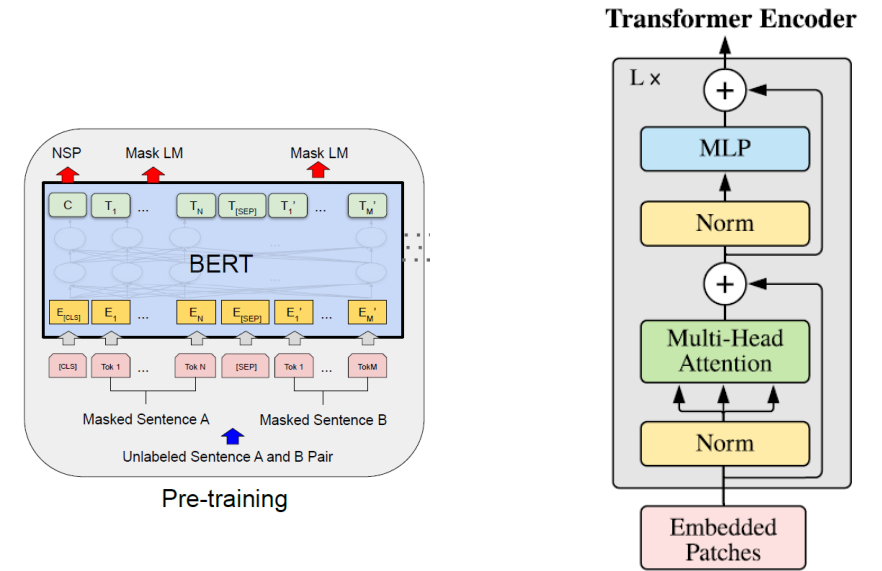 NSP Mask LM Mask LM
C T1 ... TN T[SEP] T1' ... TM'
BERT
E[CLS] E1 ... EN E[SEP] E1' ... EM'
[CLS] Tok 1 ... Tok N [SEP] Tok 1 ... TokM
Masked Sentence A Masked Sentence B
Unlabeled Sentence A and B Pair
Pre-training
Transformer Encoder
L ×
+
MLP
Norm
+
Multi-Head
Attention
Norm
Embedded
Patches